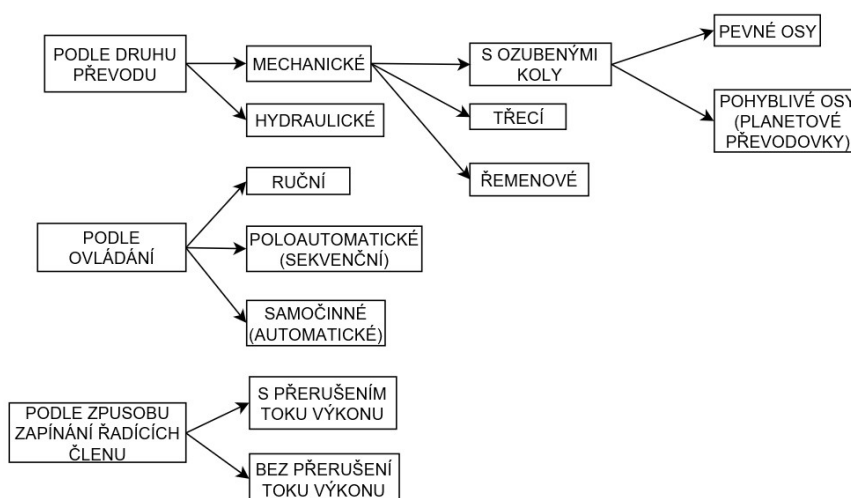 PODLE DRUHU
PŘEVODU
MECHANICKÉ
HYDRAULICKÉ
S OZUBENÝMI
KOLY
TŘECÍ
ŘEMENOVÉ
PEVNÉ OSY
POHYBLIVÉ OSY
(PLANETOVÉ
PŘEVODOVKY)
PODLE
OVLÁDÁNÍ
RUČNÍ
POLOAUTOMATICKÉ
(SEKVENČNÍ)
SAMOČINNÉ
(AUTOMATICKÉ)
PODLE ZPUSOBU
ZAPÍNÁNÍ ŘADÍCÍCH
ČLENU
S PŘERUŠENÍM
TOKU VÝKONU
BEZ PŘERUŠENÍ
TOKU VÝKONU